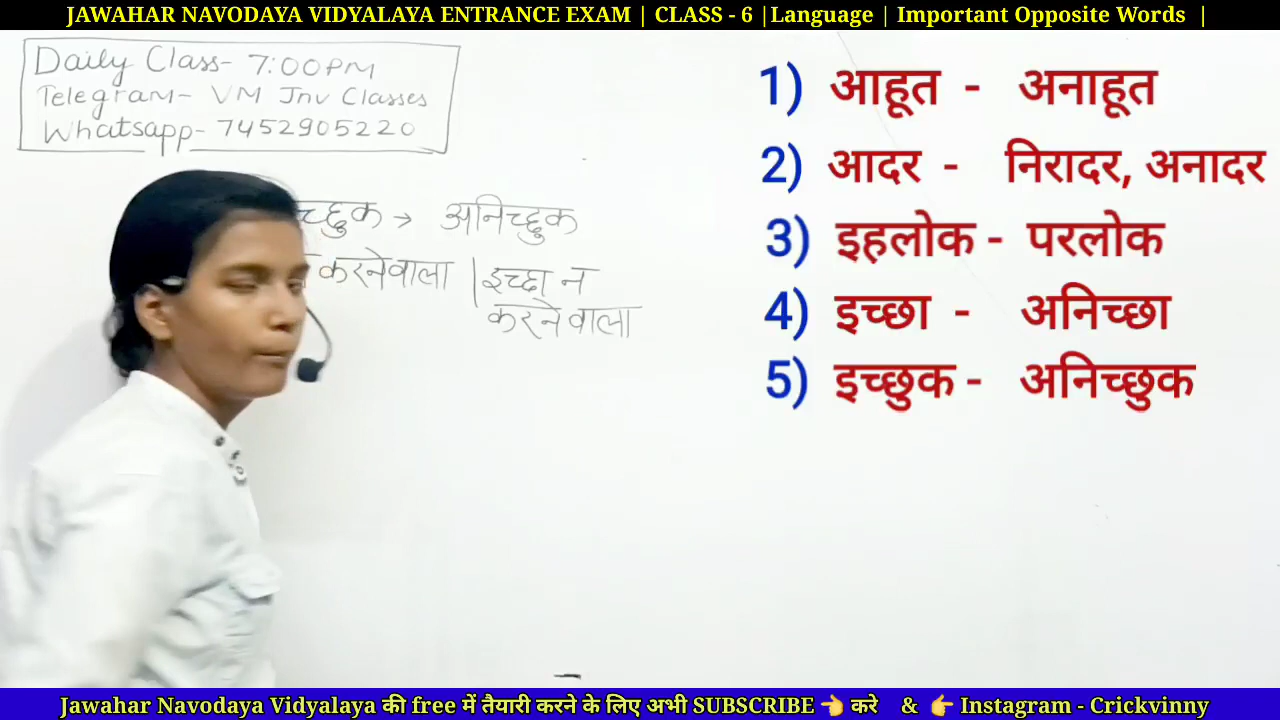 JAWAHAR NAVODAYA VIDYALAYA ENTRANCE EXAM | CLASS - 6 |Language | Important Opposite Words |
Daily Class- 7:00PM
Telegram- VM Jnv Classes
Whatsapp- 7452905220
च्छुक → अनिच्छुक
करनेवाला | इच्छा न
करने वाला
1) आहूत - अनाहूत
2) आदर - निरादर, अनादर
3) इहलोक - परलोक
4) इच्छा - अनिच्छा
5) इच्छुक - अनिच्छुक
Jawahar Navodaya Vidyalaya की free में तैयारी करने के लिए अभी SUBSCRIBE 👈 करे & 👉 Instagram - Crickvinny